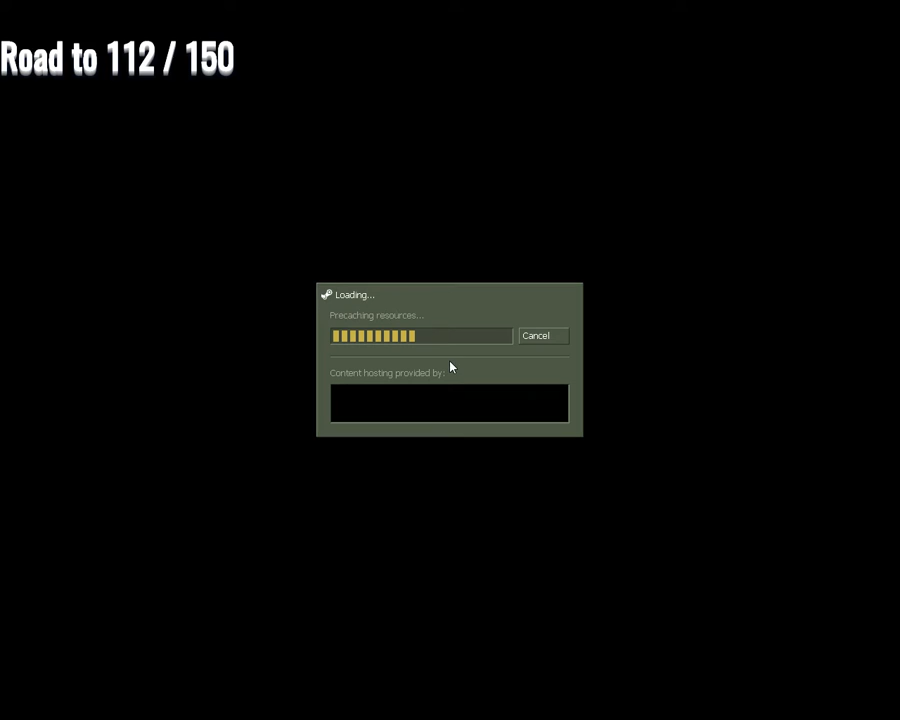 Road to 112 / 150
Loading...
Precaching resources...
Cancel
Content hosting provided by: